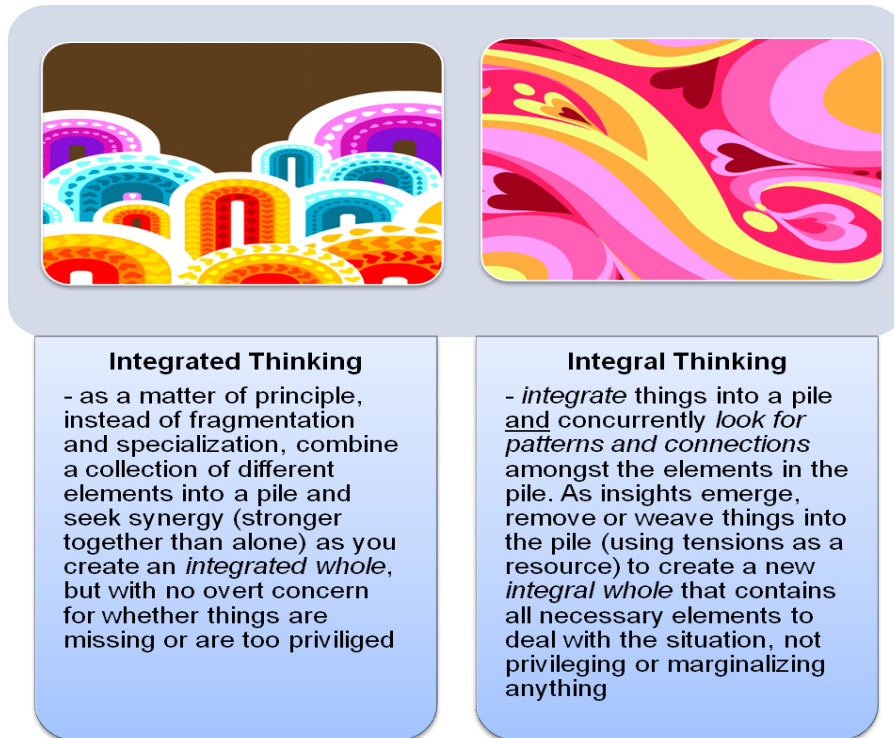 Integrated Thinking
- as a matter of principle,
instead of fragmentation
and specialization, combine
a collection of different
elements into a pile and
seek synergy (stronger
together than alone) as you
create an integrated whole,
but with no overt concern
for whether things are
missing or are too priviliged
Integral Thinking
- integrate things into a pile
and concurrently look for
patterns and connections
amongst the elements in the
pile. As insights emerge,
remove or weave things into
the pile (using tensions as a
resource) to create a new
integral whole that contains
all necessary elements to
deal with the situation, not
privileging or marginalizing
anything